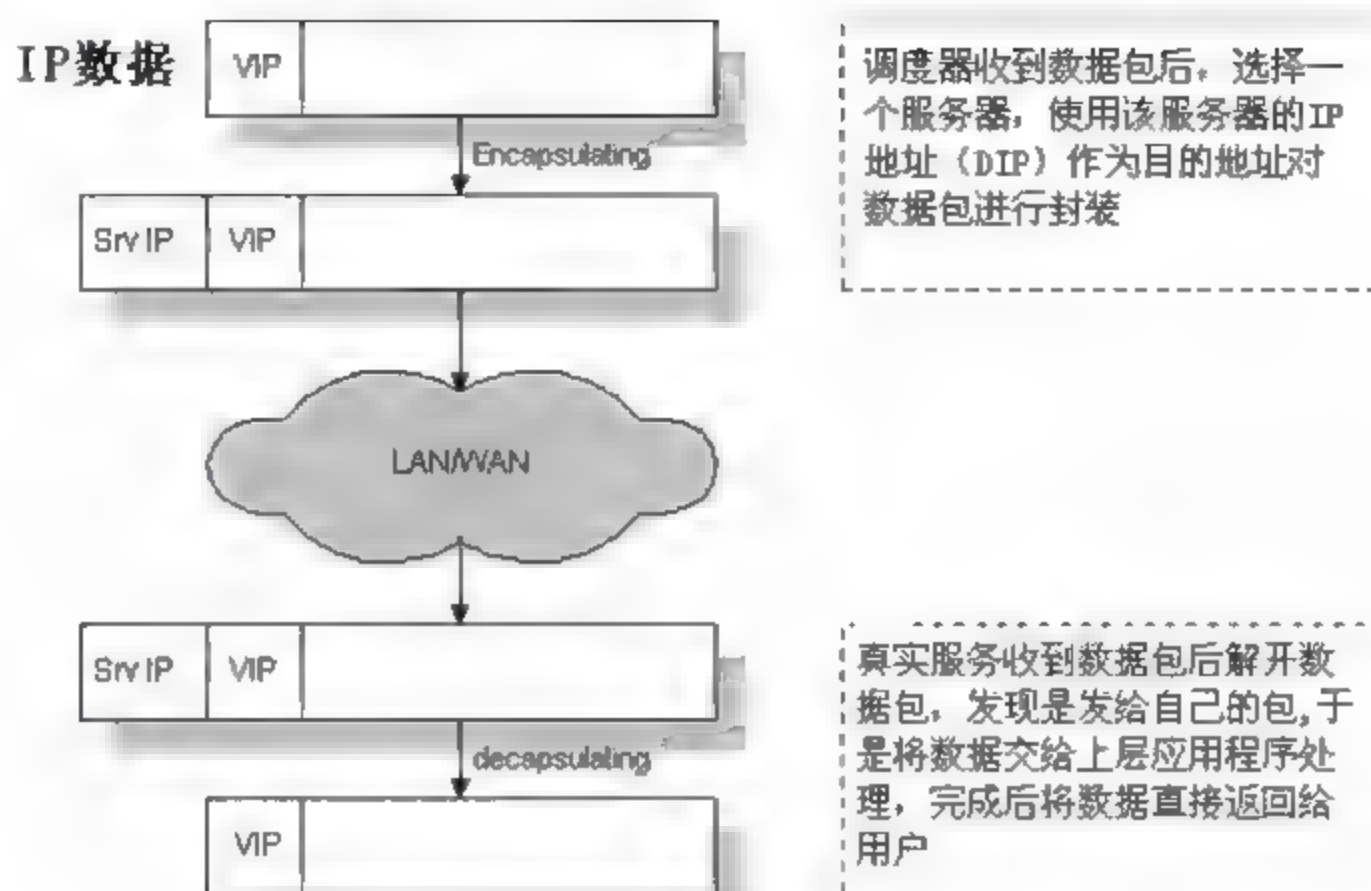 IP数据
VIP
调度器收到数据包后，选择一
个服务器，使用该服务器的IP
地址（DIP）作为目的地址对
数据包进行封装
Encapsulating
Srv IP
VIP
LAN/WAN
Srv IP
VIP
真实服务收到数据包后解开数
据包，发现是发给自己的包,于
是将数据交给上层应用程序处
理，完成后将数据直接返回给
用户
decapsulating
VIP